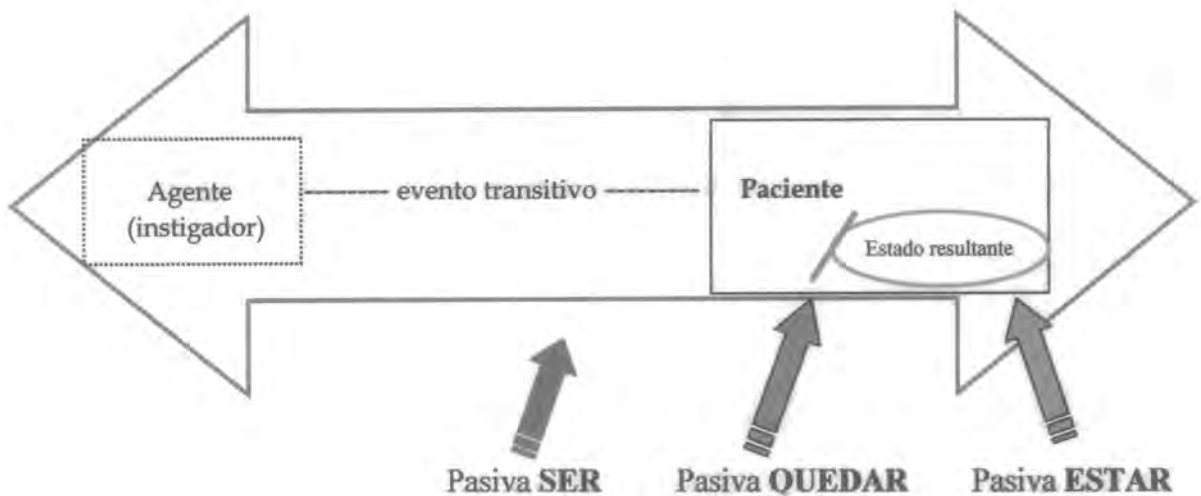 Agente
(instigador)
evento transitivo
Paciente
Estado resultante
Pasiva SER
Pasiva QUEDAR
Pasiva ESTAR